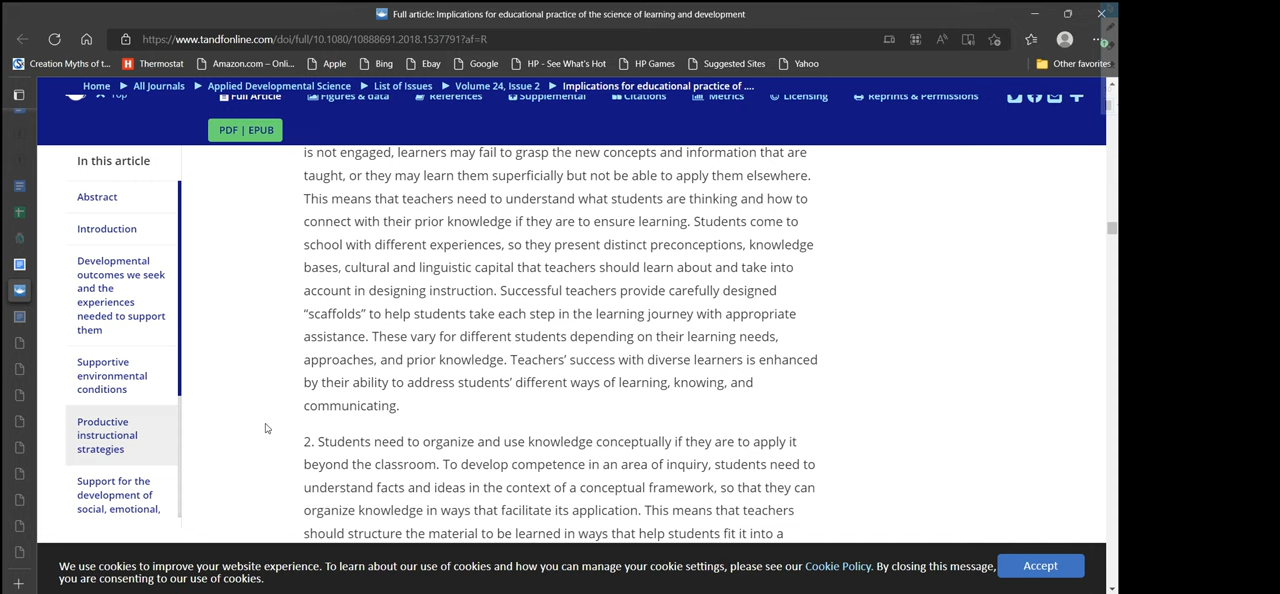 Full article: Implications for educational practice of the science of learning and development
https://www.tandfonline.com/doi/full/10.1080/10888691.2018.1537791?af=R
Creation Myths of t... Thermostat Amazon.com – Onli... Apple Bing Ebay Google HP - See What's Hot HP Games Suggested Sites Yahoo Other favorites
Home All Journals Applied Developmental Science List of Issues Volume 24, Issue 2 Implications for educational practice of ....
Top Full Article Figures & data References Supplemental Citations Metrics Licensing Reprints & Permissions
PDF | EPUB
In this article
Abstract
Introduction
Developmental
outcomes we seek
and the
experiences
needed to support
them
Supportive
environmental
conditions
Productive
instructional
strategies
Support for the
development of
social, emotional,
is not engaged, learners may fail to grasp the new concepts and information that are
taught, or they may learn them superficially but not be able to apply them elsewhere.
This means that teachers need to understand what students are thinking and how to
connect with their prior knowledge if they are to ensure learning. Students come to
school with different experiences, so they present distinct preconceptions, knowledge
bases, cultural and linguistic capital that teachers should learn about and take into
account in designing instruction. Successful teachers provide carefully designed
“scaffolds” to help students take each step in the learning journey with appropriate
assistance. These vary for different students depending on their learning needs,
approaches, and prior knowledge. Teachers’ success with diverse learners is enhanced
by their ability to address students’ different ways of learning, knowing, and
communicating.
2. Students need to organize and use knowledge conceptually if they are to apply it
beyond the classroom. To develop competence in an area of inquiry, students need to
understand facts and ideas in the context of a conceptual framework, so that they can
organize knowledge in ways that facilitate its application. This means that teachers
should structure the material to be learned in ways that help students fit it into a
We use cookies to improve your website experience. To learn about our use of cookies and how you can manage your cookie settings, please see our Cookie Policy. By closing this message,
you are consenting to our use of cookies.
Accept